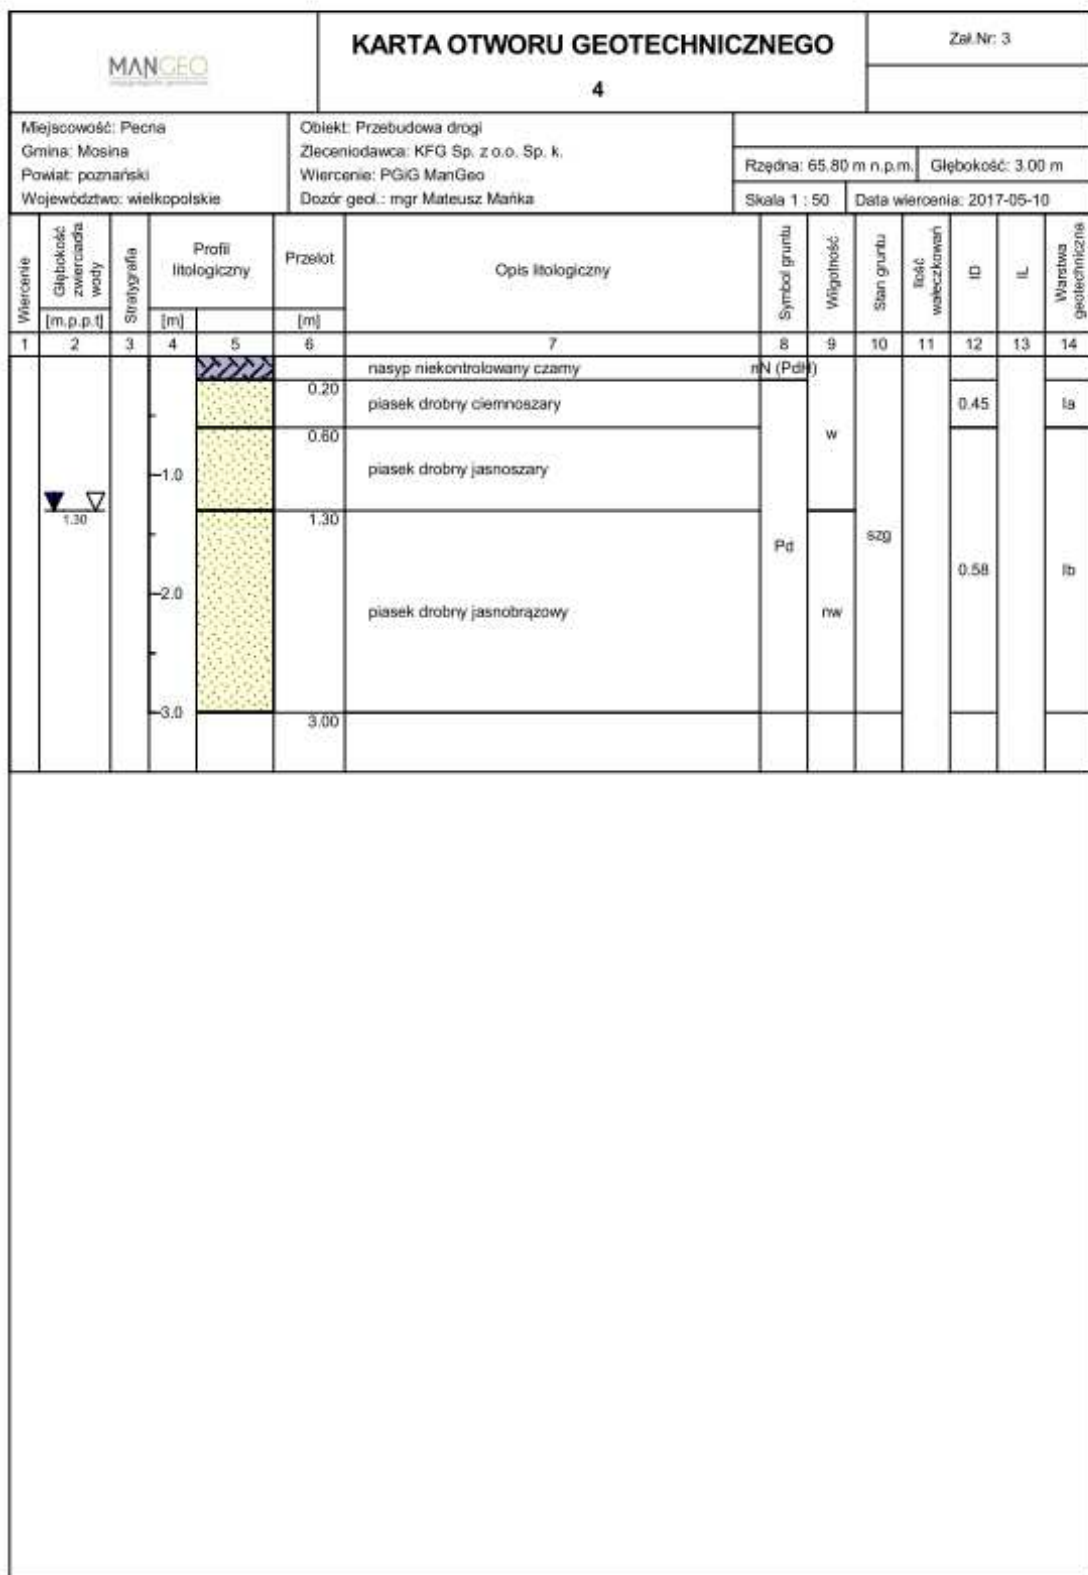 MANGEO
KARTA OTWORU GEOTECHNICZNEGO
4
Zał.Nr: 3
Miejscowość: Pecna
Gmina: Mosina
Powiat: poznański
Województwo: wielkopolskie
Obiekt: Przebudowa drogi
Zleceniodawca: KFG Sp. z o.o. Sp. k.
Wiercenie: PGiG ManGeo
Dozór geol.: mgr Mateusz Mańka
Rzędna: 65.80 m n.p.m.
Głębokość: 3.00 m
Skala 1 : 50
Data wiercenia: 2017-05-10
Wiercenie
Głębokość
zwierciadła
wody
[m.p.p.t]
Stratygrafia
Profil
litologiczny
[m]
Przelot
[m]
Opis litologiczny
Symbol gruntu
Wilgotność
Stan gruntu
Ilość
wałeczkowań
ID
IL
Warstwa
geotechniczna
1 2 3 4 5 6 7 8 9 10 11 12 13 14
nasyp niekontrolowany czarny
nN (PdH)
0.20
piasek drobny ciemnoszary
0.45
Ia
0.60
w
piasek drobny jasnoszary
1.0
1.30
1.30
Pd
szg
0.58
Ib
2.0
piasek drobny jasnobrązowy
nw
3.0
3.00